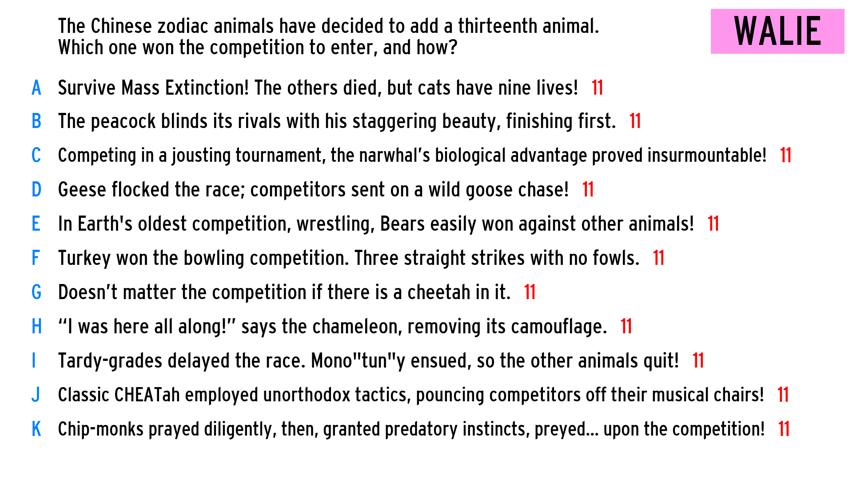 The Chinese zodiac animals have decided to add a thirteenth animal.
Which one won the competition to enter, and how?
WALIE
A Survive Mass Extinction! The others died, but cats have nine lives! 11
B The peacock blinds its rivals with his staggering beauty, finishing first. 11
C Competing in a jousting tournament, the narwhal's biological advantage proved insurmountable! 11
D Geese flocked the race; competitors sent on a wild goose chase! 11
E In Earth's oldest competition, wrestling, Bears easily won against other animals! 11
F Turkey won the bowling competition. Three straight strikes with no fowls. 11
G Doesn't matter the competition if there is a cheetah in it. 11
H “I was here all along!” says the chameleon, removing its camouflage. 11
I Tardy-grades delayed the race. Mono"tun"y ensued, so the other animals quit! 11
J Classic CHEATah employed unorthodox tactics, pouncing competitors off their musical chairs! 11
K Chip-monks prayed diligently, then, granted predatory instincts, preyed... upon the competition! 11